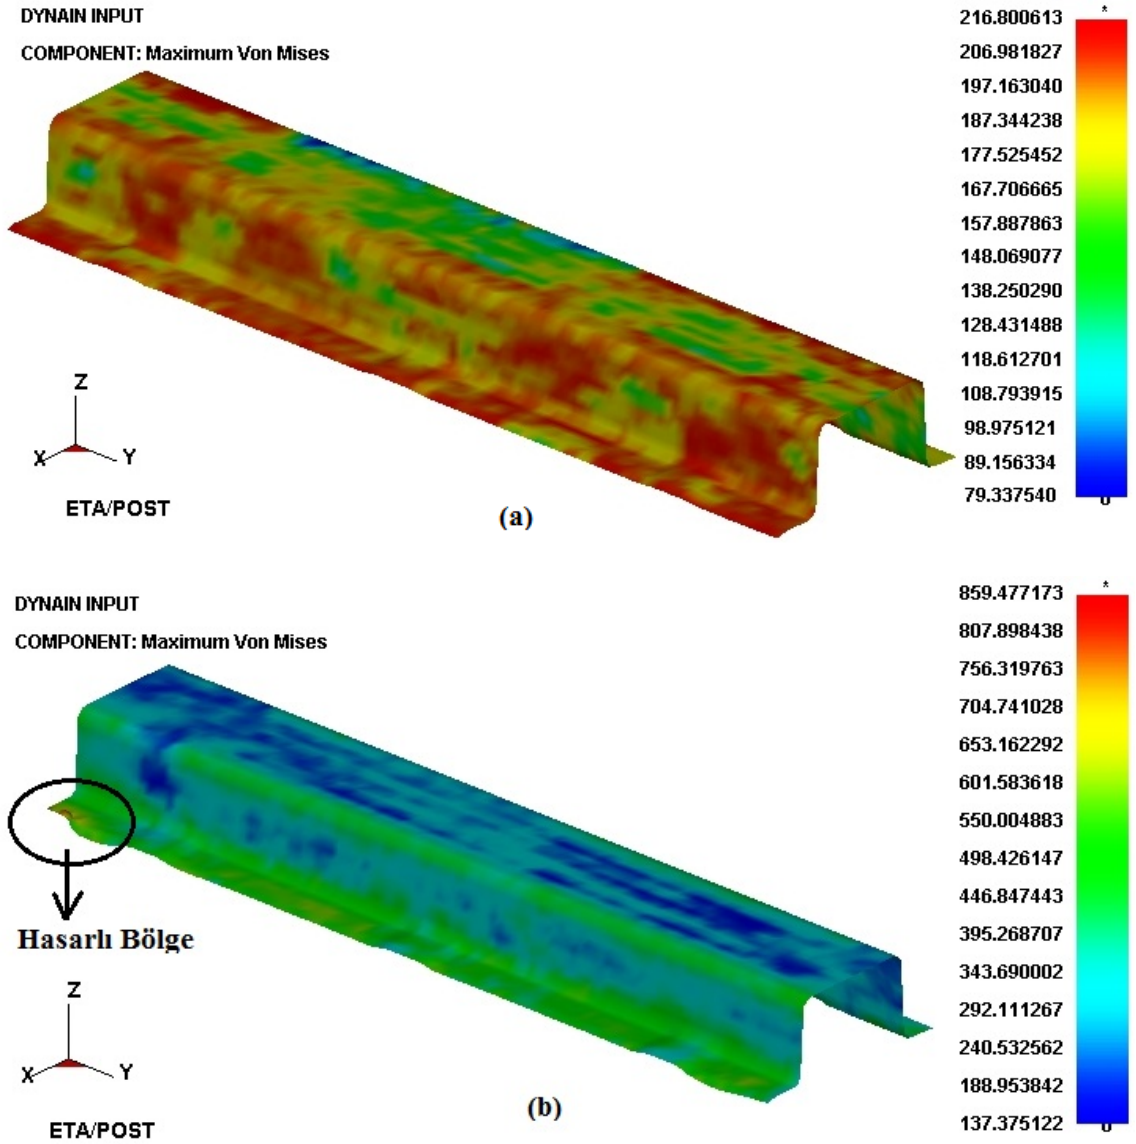 DYNAIN INPUT
COMPONENT: Maximum Von Mises
216.800613
206.981827
197.163040
187.344238
177.525452
167.706665
157.887863
148.069077
138.250290
128.431488
118.612701
108.793915
98.975121
89.156334
79.337540
*
0
Z
X
Y
ETA/POST
(a)
DYNAIN INPUT
COMPONENT: Maximum Von Mises
859.477173
807.898438
756.319763
704.741028
653.162292
601.583618
550.004883
498.426147
446.847443
395.268707
343.690002
292.111267
240.532562
188.953842
137.375122
*
0
Hasarlı Bölge
Z
X
Y
ETA/POST
(b)